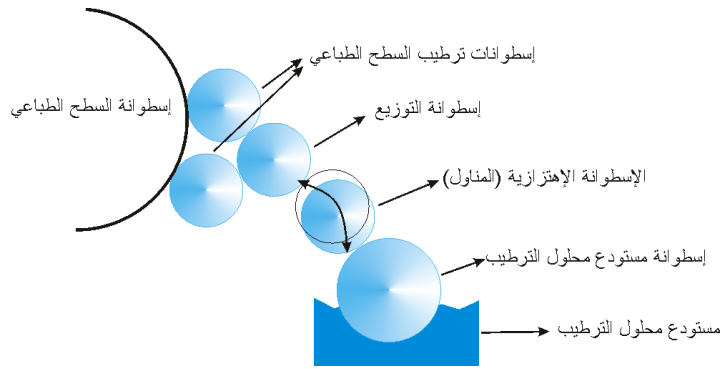 إسطوانات ترطيب السطح الطباعي
إسطوانة السطح الطباعي
إسطوانة التوزيع
الإسطوانة الإهتزازية (المناول)
إسطوانة مستودع محلول الترطيب
مستودع محلول الترطيب